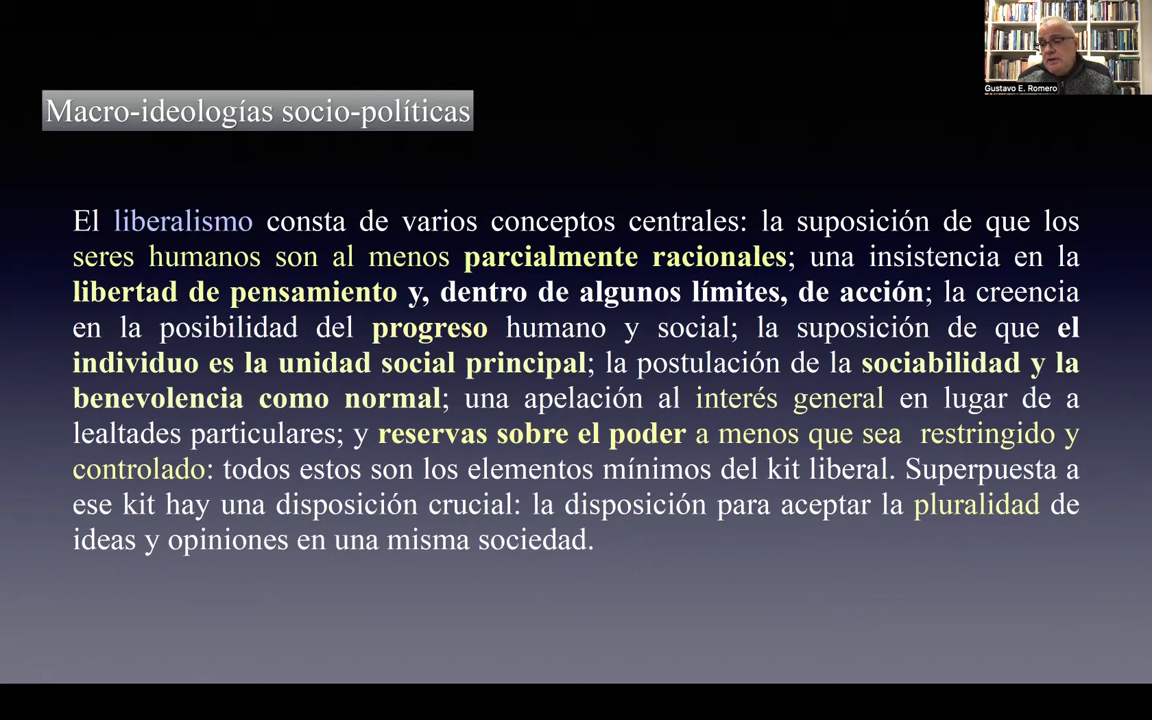 Gustavo E. Romero
Macro-ideologías socio-políticas
El liberalismo consta de varios conceptos centrales: la suposición de que los
seres humanos son al menos parcialmente racionales; una insistencia en la
libertad de pensamiento y, dentro de algunos límites, de acción; la creencia
en la posibilidad del progreso humano y social; la suposición de que el
individuo es la unidad social principal; la postulación de la sociabilidad y la
benevolencia como normal; una apelación al interés general en lugar de a
lealtades particulares; y reservas sobre el poder a menos que sea restringido y
controlado: todos estos son los elementos mínimos del kit liberal. Superpuesta a
ese kit hay una disposición crucial: la disposición para aceptar la pluralidad de
ideas y opiniones en una misma sociedad.